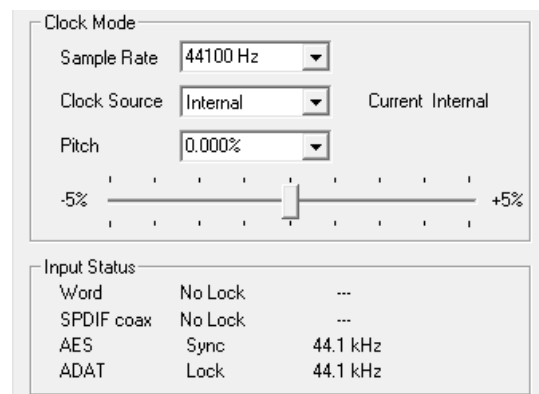 Clock Mode
Sample Rate 44100 Hz
Clock Source Internal Current Internal
Pitch 0.000%
-5% +5%
Input Status
Word No Lock ---
SPDIF coax No Lock ---
AES Sync 44.1 kHz
ADAT Lock 44.1 kHz